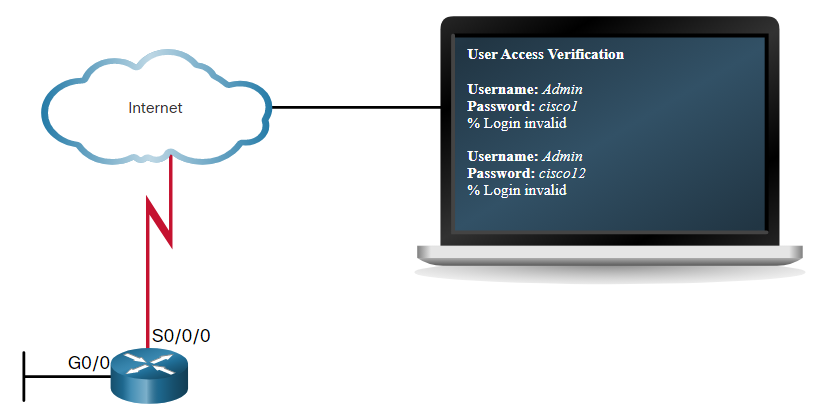 User Access Verification
Username: Admin
Password: cisco1
% Login invalid
Username: Admin
Password: cisco12
% Login invalid
Internet
S0/0/0
G0/0